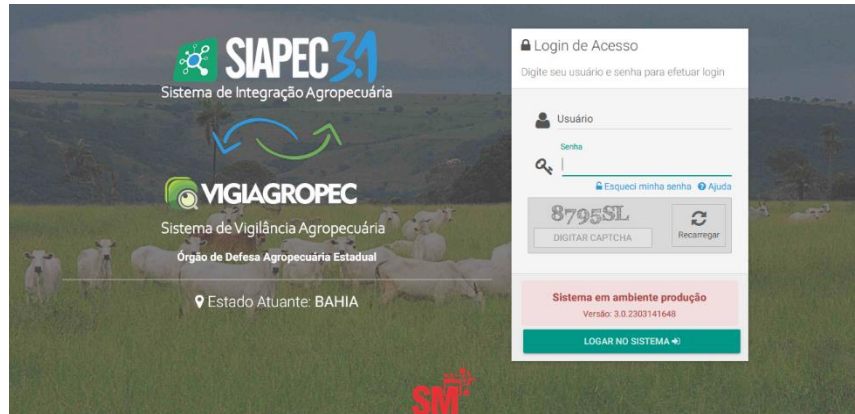 SIAPEC 3.1
Sistema de Integração Agropecuária
VIGIAGROPEC
Sistema de Vigilância Agropecuária
Órgão de Defesa Agropecuária Estadual
Estado Atuante: BAHIA
SM
Login de Acesso
Digite seu usuário e senha para efetuar login
Usuário
Senha
Esqueci minha senha Ajuda
8795SL
DIGITAR CAPTCHA
Recarregar
Sistema em ambiente produção
Versão: 3.0.2303141648
LOGAR NO SISTEMA